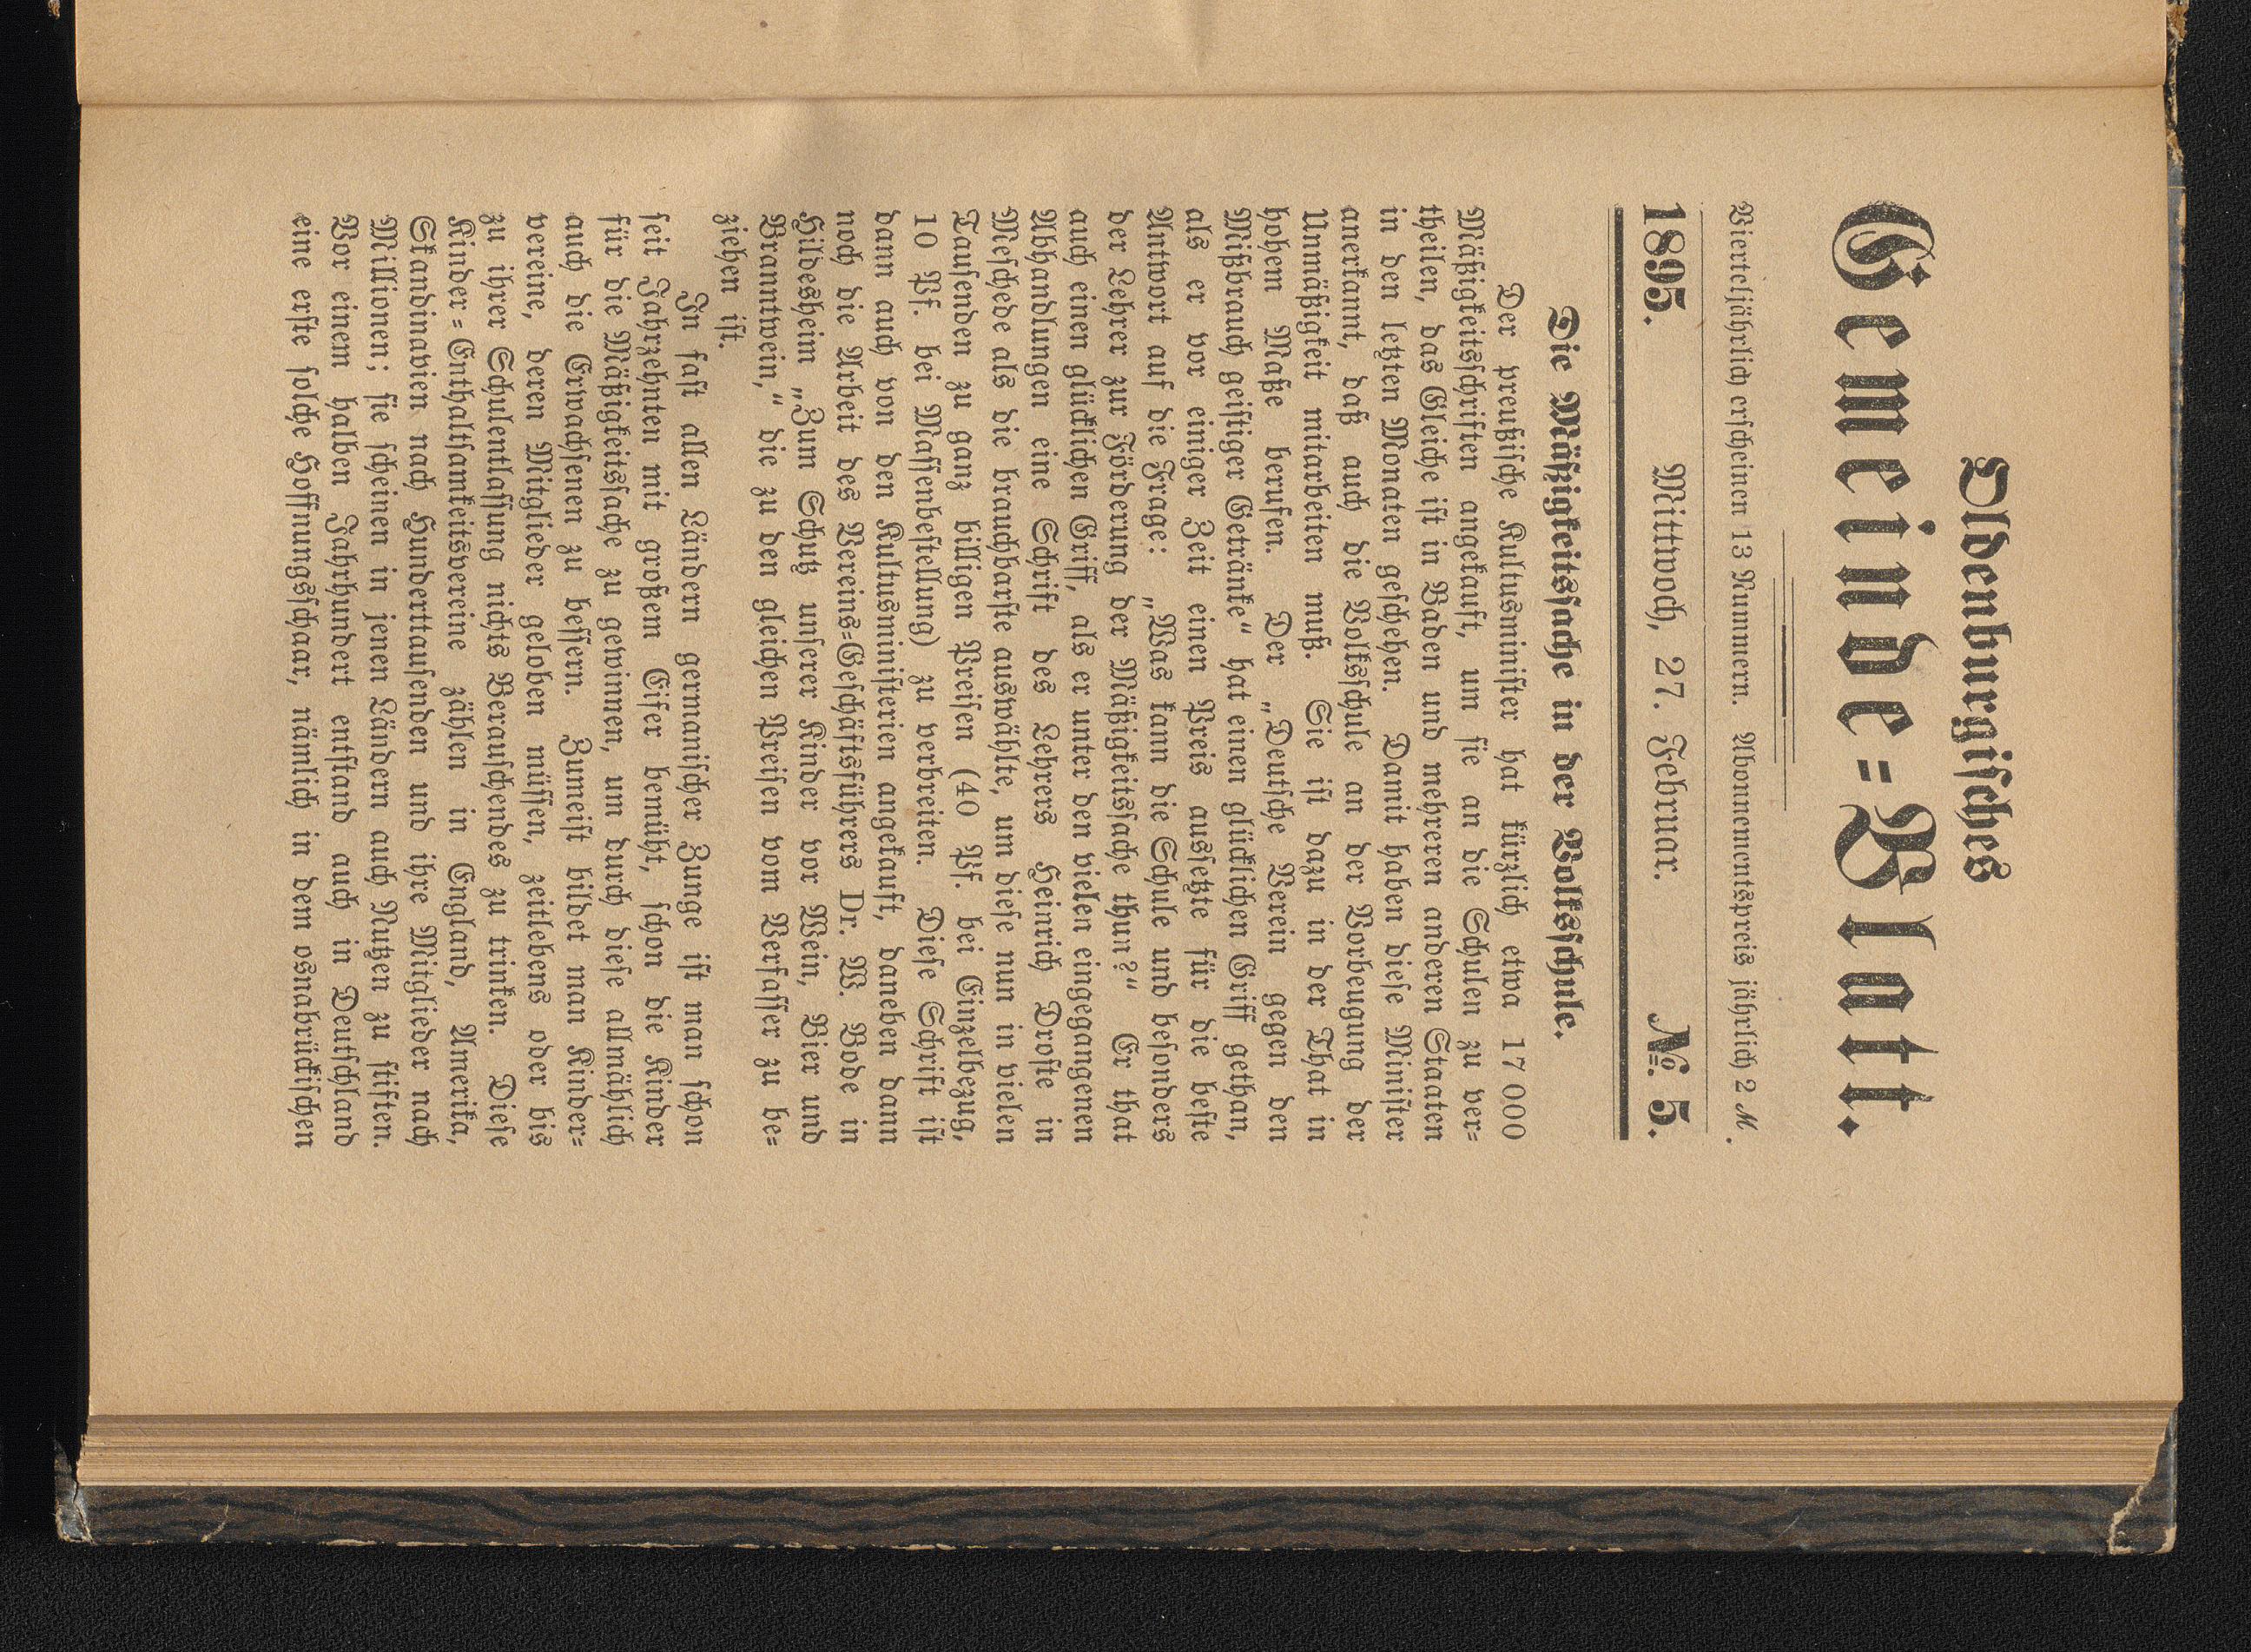 Oldenburgiſches
Gemeinde=Blatt.
Vierteljährlich erſcheinen 13 Nummern. Abonnementspreis jährlich 2 ℳ.
1895. Mittwoch, 27. Februar. No. 5.
Die Mäßigkeitsſache in der Volksſchule.
Der preußiſche Kultusminiſter hat kürzlich etwa 17 000
Mäßigkeitsſchriften angekauft, um ſie an die Schulen zu ver=
theilen, das Gleiche iſt in Baden und mehreren anderen Staaten
in den letzten Monaten geſchehen. Damit haben dieſe Miniſter
anerkannt, daß auch die Volksſchule an der Vorbeugung der
Unmäßigkeit mitarbeiten muß. Sie iſt dazu in der That in
hohem Maße berufen. Der „Deutſche Verein gegen den
Mißbrauch geiſtiger Getränke“ hat einen glücklichen Griff gethan,
als er vor einiger Zeit einen Preis ausſetzte für die beſte
Antwort auf die Frage: „Was kann die Schule und beſonders
der Lehrer zur Förderung der Mäßigkeitsſache thun?“ Er that
auch einen glücklichen Griff, als er unter den vielen eingegangenen
Abhandlungen eine Schrift des Lehrers Heinrich Droſte in
Meſchede als die brauchbarſte auswählte, um dieſe nun in vielen
Tauſenden zu ganz billigen Preiſen (40 Pf. bei Einzelbezug,
10 Pf. bei Maſſenbeſtellung) zu verbreiten. Dieſe Schrift iſt
dann auch von den Kultusminiſterien angekauft, daneben dann
noch die Arbeit des Vereins=Geſchäftsführers Dr. W. Bode in
Hildesheim „Zum Schutz unſerer Kinder vor Wein, Bier und
Branntwein,“ die zu den gleichen Preiſen vom Verfaſſer zu be=
ziehen iſt.
In faſt allen Ländern germaniſcher Zunge iſt man ſchon
ſeit Jahrzehnten mit großem Eifer bemüht, ſchon die Kinder
für die Mäßigkeitsſache zu gewinnen, um durch dieſe allmählich
auch die Erwachſenen zu beſſern. Zumeiſt bildet man Kinder=
vereine, deren Mitglieder geloben müſſen, zeitlebens oder bis
zu ihrer Schulentlaſſung nichts Berauſchendes zu trinken. Dieſe
Kinder=Enthaltſamkeitsvereine zählen in England, Amerika,
Skandinavien nach Hunderttauſenden und ihre Mitglieder nach
Millionen; ſie ſcheinen in jenen Ländern auch Nutzen zu ſtiften.
Vor einem halben Jahrhundert entſtand auch in Deutſchland
eine erſte ſolche Hoffnungsſchaar, nämlich in dem osnabrückiſchen